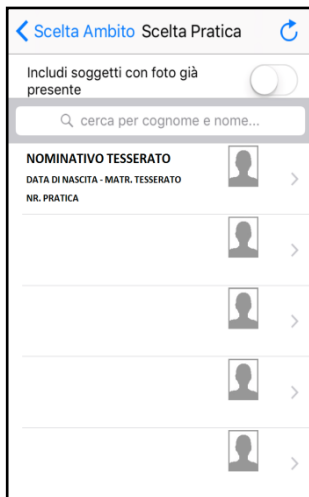 Scelta Ambito Scelta Pratica
Includi soggetti con foto già
presente
cerca per cognome e nome...
NOMINATIVO TESSERATO
DATA DI NASCITA - MATR. TESSERATO
NR. PRATICA